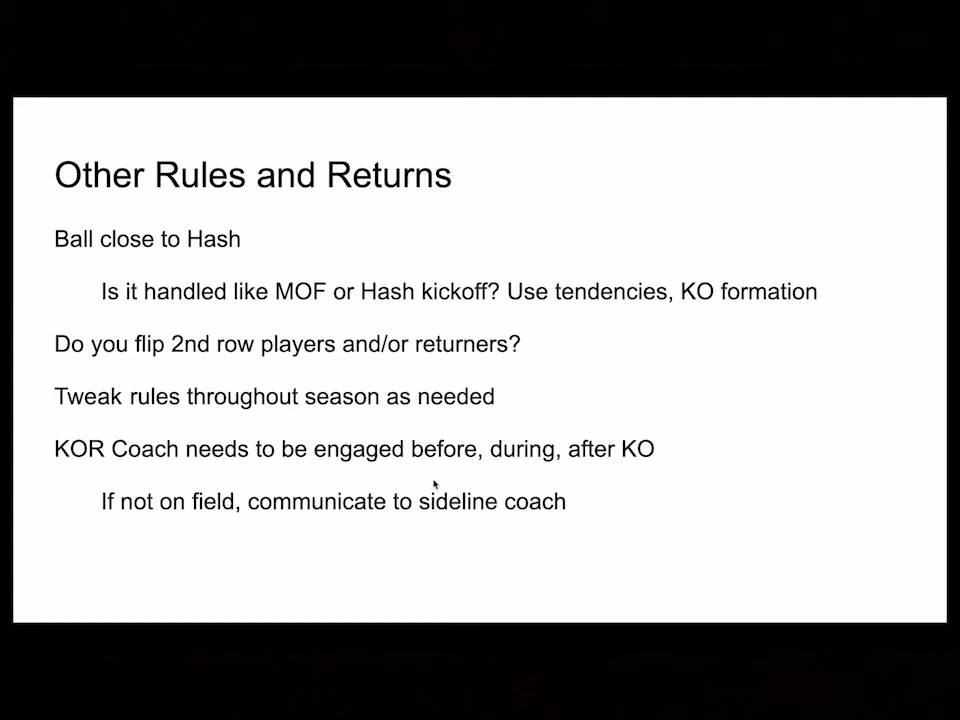 Other Rules and Returns
Ball close to Hash
Is it handled like MOF or Hash kickoff? Use tendencies, KO formation
Do you flip 2nd row players and/or returners?
Tweak rules throughout season as needed
KOR Coach needs to be engaged before, during, after KO
If not on field, communicate to sideline coach